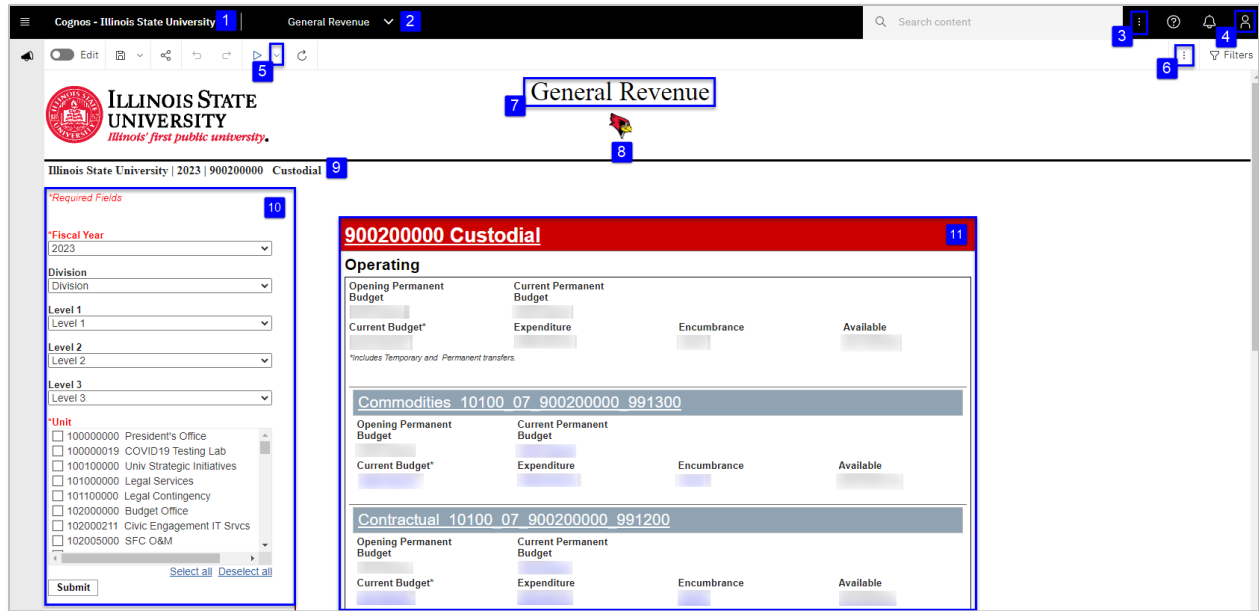 Cognos - Illinois State University 1 General Revenue 2 Search content 3 4
Edit 5 6 Filters
ILLINOIS STATE
UNIVERSITY
Illinois' first public university.
7 General Revenue
8
Illinois State University | 2023 | 900200000 Custodial 9
*Required Fields
10
*Fiscal Year
2023
Division
Division
Level 1
Level 1
Level 2
Level 2
Level 3
Level 3
*Unit
100000000 President's Office
100000019 COVID19 Testing Lab
100100000 Univ Strategic Initiatives
101000000 Legal Services
101100000 Legal Contingency
102000000 Budget Office
102000211 Civic Engagement IT Srvcs
102005000 SFC O&M
Select all Deselect all
Submit
900200000 Custodial 11
Operating
Opening Permanent Current Permanent
Budget Budget
Current Budget* Expenditure Encumbrance Available
*Includes Temporary and Permanent transfers.
Commodities 10100_07_900200000_991300
Opening Permanent Current Permanent
Budget Budget
Current Budget* Expenditure Encumbrance Available
Contractual 10100_07_900200000_991200
Opening Permanent Current Permanent
Budget Budget
Current Budget* Expenditure Encumbrance Available